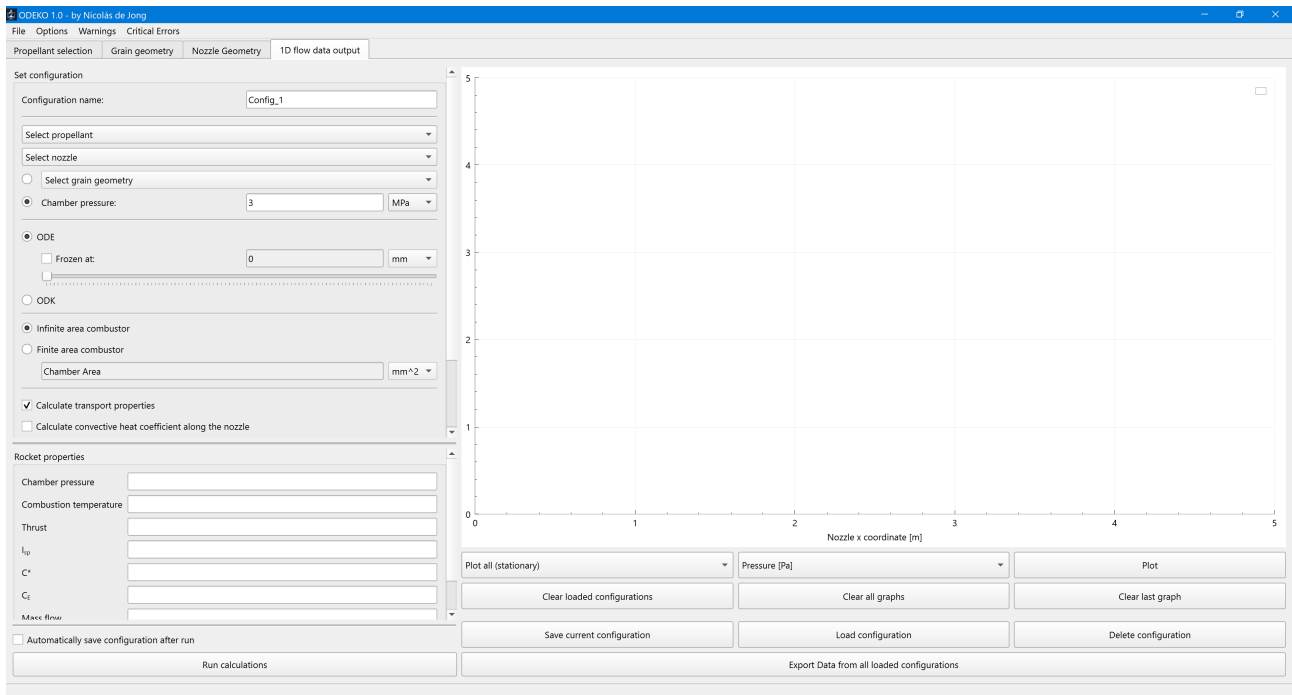 ODEKO 1.0 - by Nicolás de Jong
File Options Warnings Critical Errors
Propellant selection Grain geometry Nozzle Geometry 1D flow data output
Set configuration
Configuration name: Config_1
Select propellant
Select nozzle
Select grain geometry
Chamber pressure: 3 MPa
ODE
Frozen at: 0 mm
ODK
Infinite area combustor
Finite area combustor
Chamber Area mm^2
Calculate transport properties
Calculate convective heat coefficient along the nozzle
Rocket properties
Chamber pressure
Combustion temperature
Thrust
Isp
C*
CF
Mass flow
Automatically save configuration after run
Run calculations
5
4
3
2
1
0
0 1 2 3 4 5
Nozzle x coordinate [m]
Plot all (stationary) Pressure [Pa] Plot
Clear loaded configurations Clear all graphs Clear last graph
Save current configuration Load configuration Delete configuration
Export Data from all loaded configurations